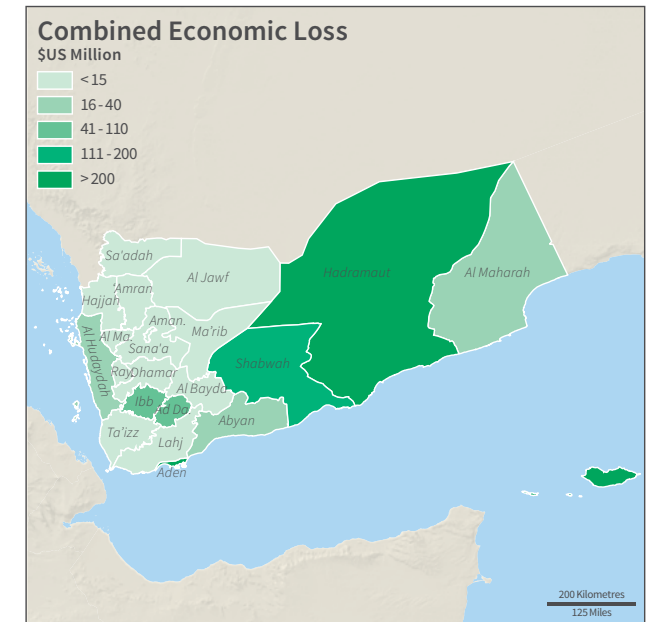 Combined Economic Loss
$US Million
< 15
16 - 40
41 - 110
111 - 200
> 200
Sa'adah
Al Jawf
Hadramaut
Al Maharah
'Amran
Hajjah
Aman.
Ma'rib
Al Ma.
Sana'a
Al Hudaydah
Ray
Dhamar
Shabwah
Al Bayda
Ibb
Ad Da.
Abyan
Ta'izz
Lahj
Aden
200 Kilometres
125 Miles